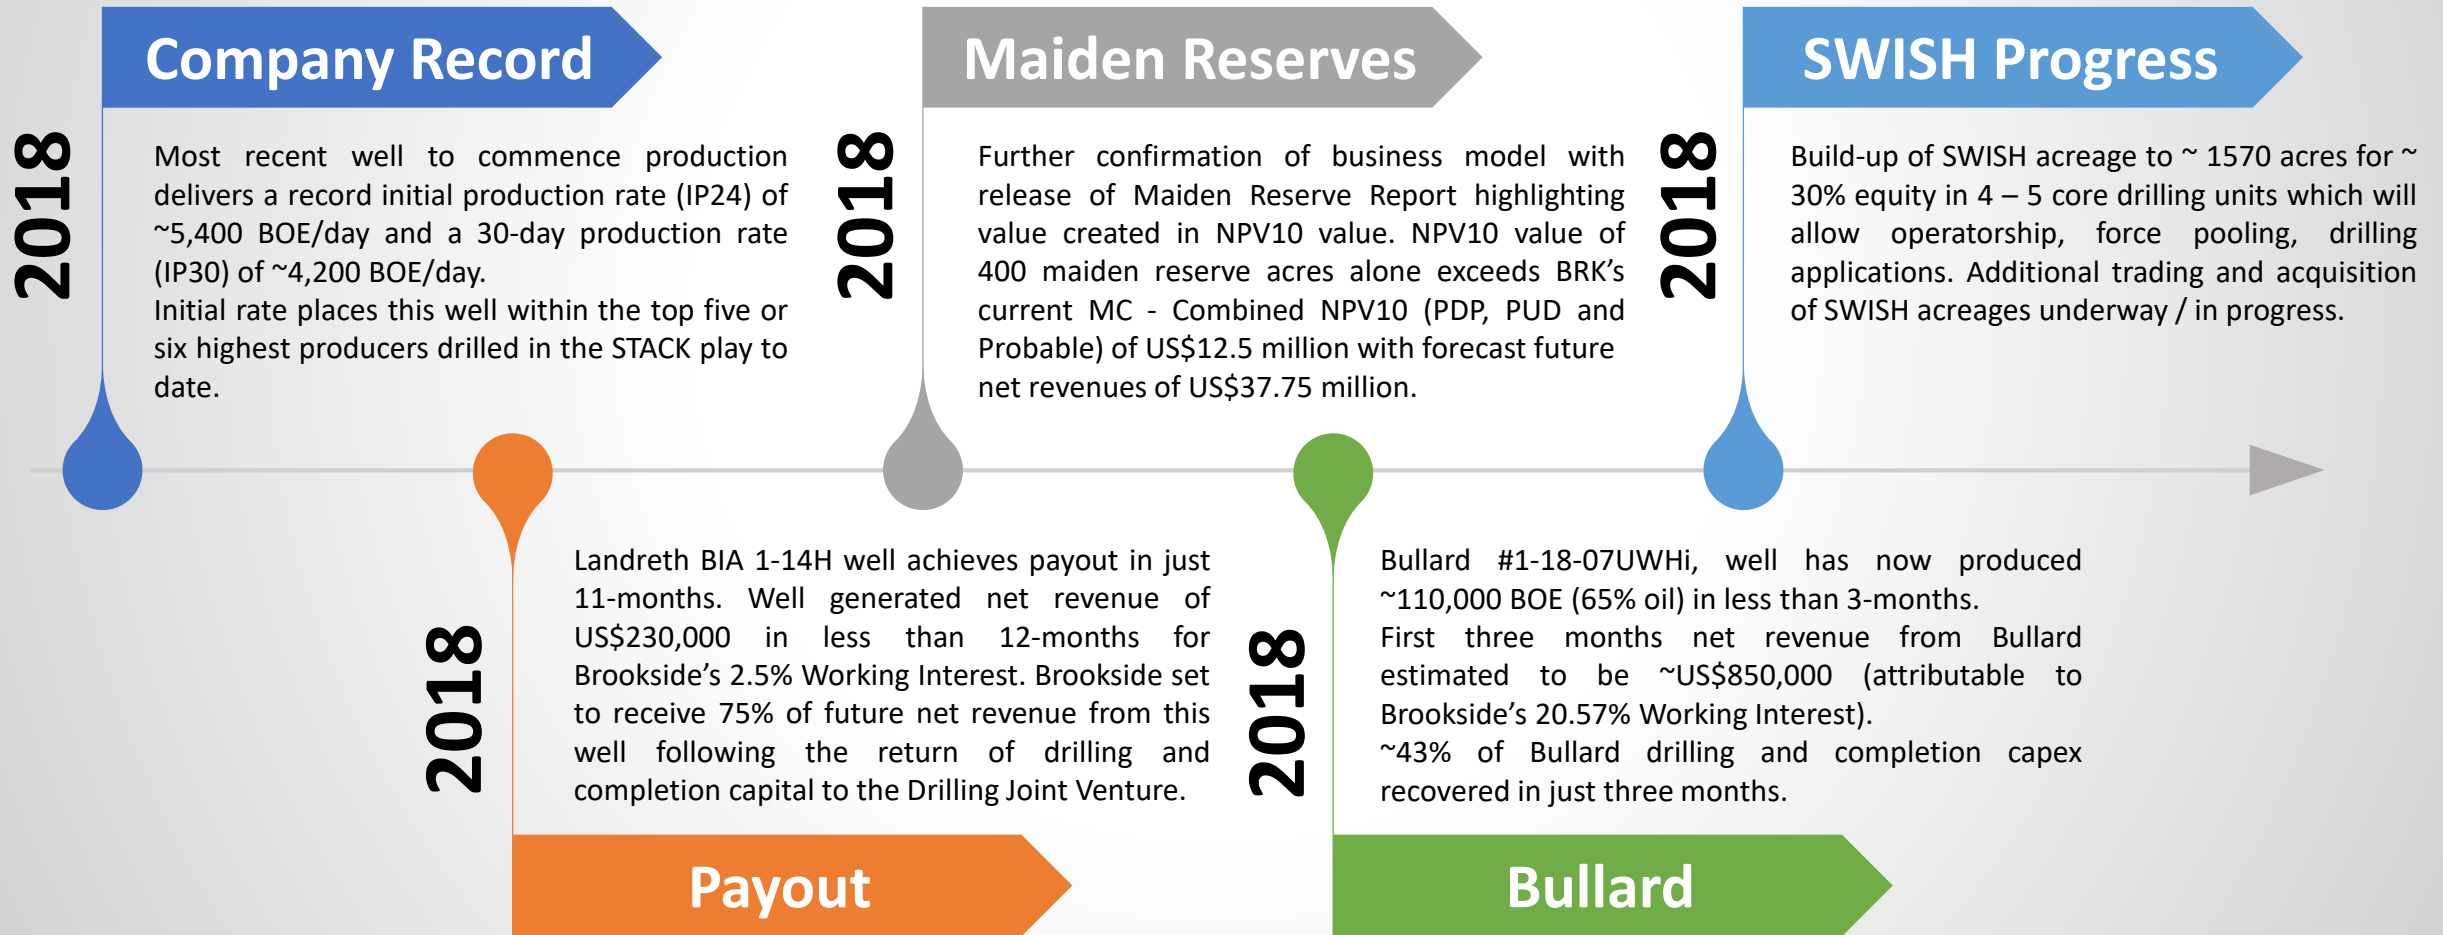 Company Record
2018
Most recent well to commence production
delivers a record initial production rate (IP24) of
~5,400 BOE/day and a 30-day production rate
(IP30) of ~4,200 BOE/day.
Initial rate places this well within the top five or
six highest producers drilled in the STACK play to
date.
2018
Landreth BIA 1-14H well achieves payout in just
11-months. Well generated net revenue of
US$230,000 in less than 12-months for
Brookside’s 2.5% Working Interest. Brookside set
to receive 75% of future net revenue from this
well following the return of drilling and
completion capital to the Drilling Joint Venture.
Payout
Maiden Reserves
2018
Further confirmation of business model with
release of Maiden Reserve Report highlighting
value created in NPV10 value. NPV10 value of
400 maiden reserve acres alone exceeds BRK’s
current MC - Combined NPV10 (PDP, PUD and
Probable) of US$12.5 million with forecast future
net revenues of US$37.75 million.
2018
Bullard #1-18-07UWHi, well has now produced
~110,000 BOE (65% oil) in less than 3-months.
First three months net revenue from Bullard
estimated to be ~US$850,000 (attributable to
Brookside’s 20.57% Working Interest).
~43% of Bullard drilling and completion capex
recovered in just three months.
Bullard
SWISH Progress
2018
Build-up of SWISH acreage to ~ 1570 acres for ~
30% equity in 4 – 5 core drilling units which will
allow operatorship, force pooling, drilling
applications. Additional trading and acquisition
of SWISH acreages underway / in progress.